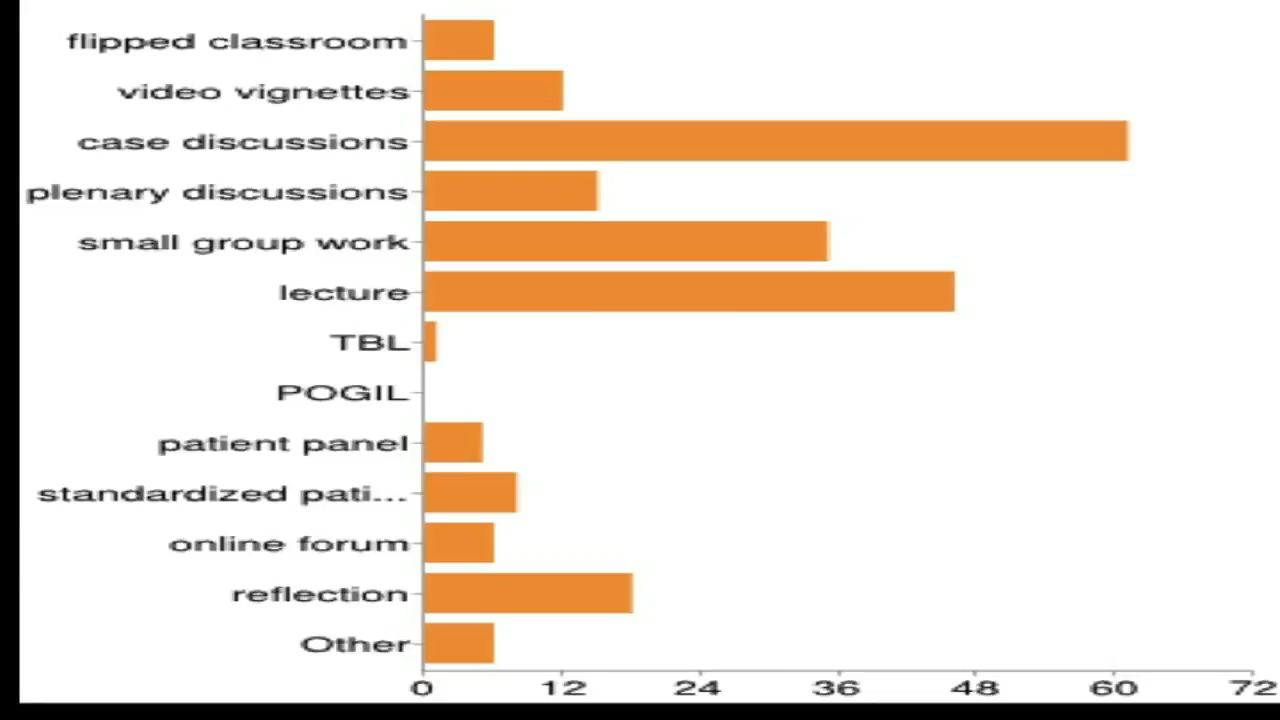 flipped classroom
video vignettes
case discussions
plenary discussions
small group work
lecture
TBL
POGIL
patient panel
standardized pati...
online forum
reflection
Other
0 12 24 36 48 60 72